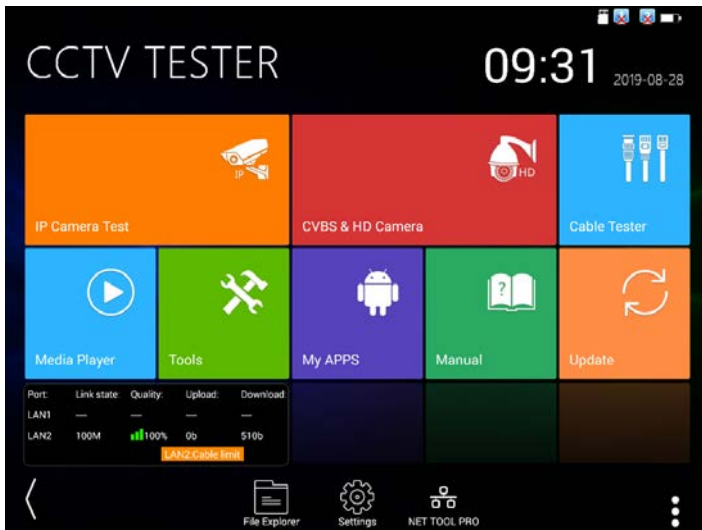 CCTV TESTER
09:31 2019-08-28
IP
HD
IP Camera Test
CVBS & HD Camera
Cable Tester
?
Media Player
Tools
My APPS
Manual
Update
Port: Link state: Quality: Upload: Download:
LAN1 — — — —
LAN2 100M 100% 0b 510b
LAN2:Cable limit
File Explorer
Settings
NET TOOL PRO